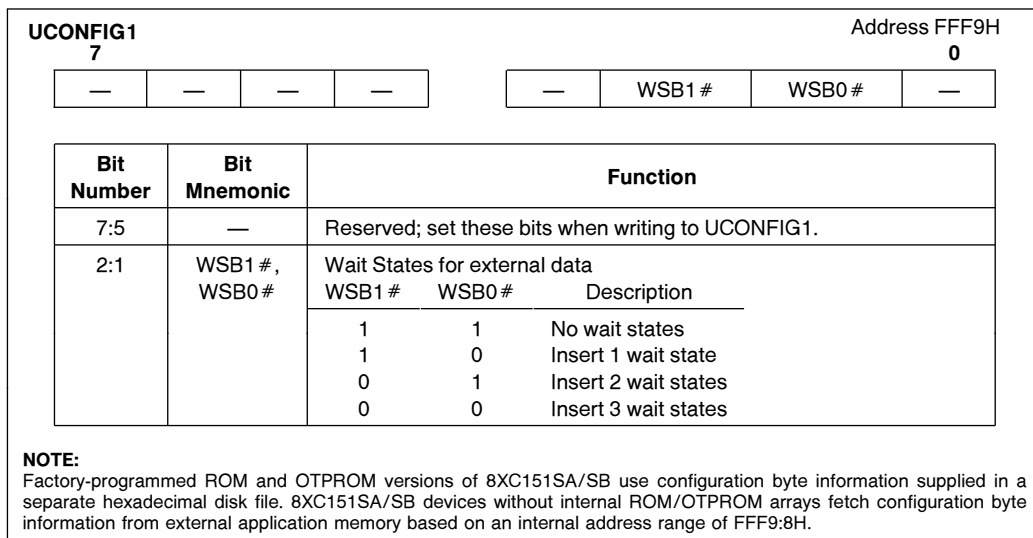 UCONFIG1 Address FFF9H
7 0
— — — — — WSB1# WSB0# —
Bit Number Bit Mnemonic Function
7:5 — Reserved; set these bits when writing to UCONFIG1.
2:1 WSB1#, Wait States for external data
WSB0# WSB1# WSB0# Description
1 1 No wait states
1 0 Insert 1 wait state
0 1 Insert 2 wait states
0 0 Insert 3 wait states
NOTE:
Factory-programmed ROM and OTPROM versions of 8XC151SA/SB use configuration byte information supplied in a
separate hexadecimal disk file. 8XC151SA/SB devices without internal ROM/OTPROM arrays fetch configuration byte
information from external application memory based on an internal address range of FFF9:8H.